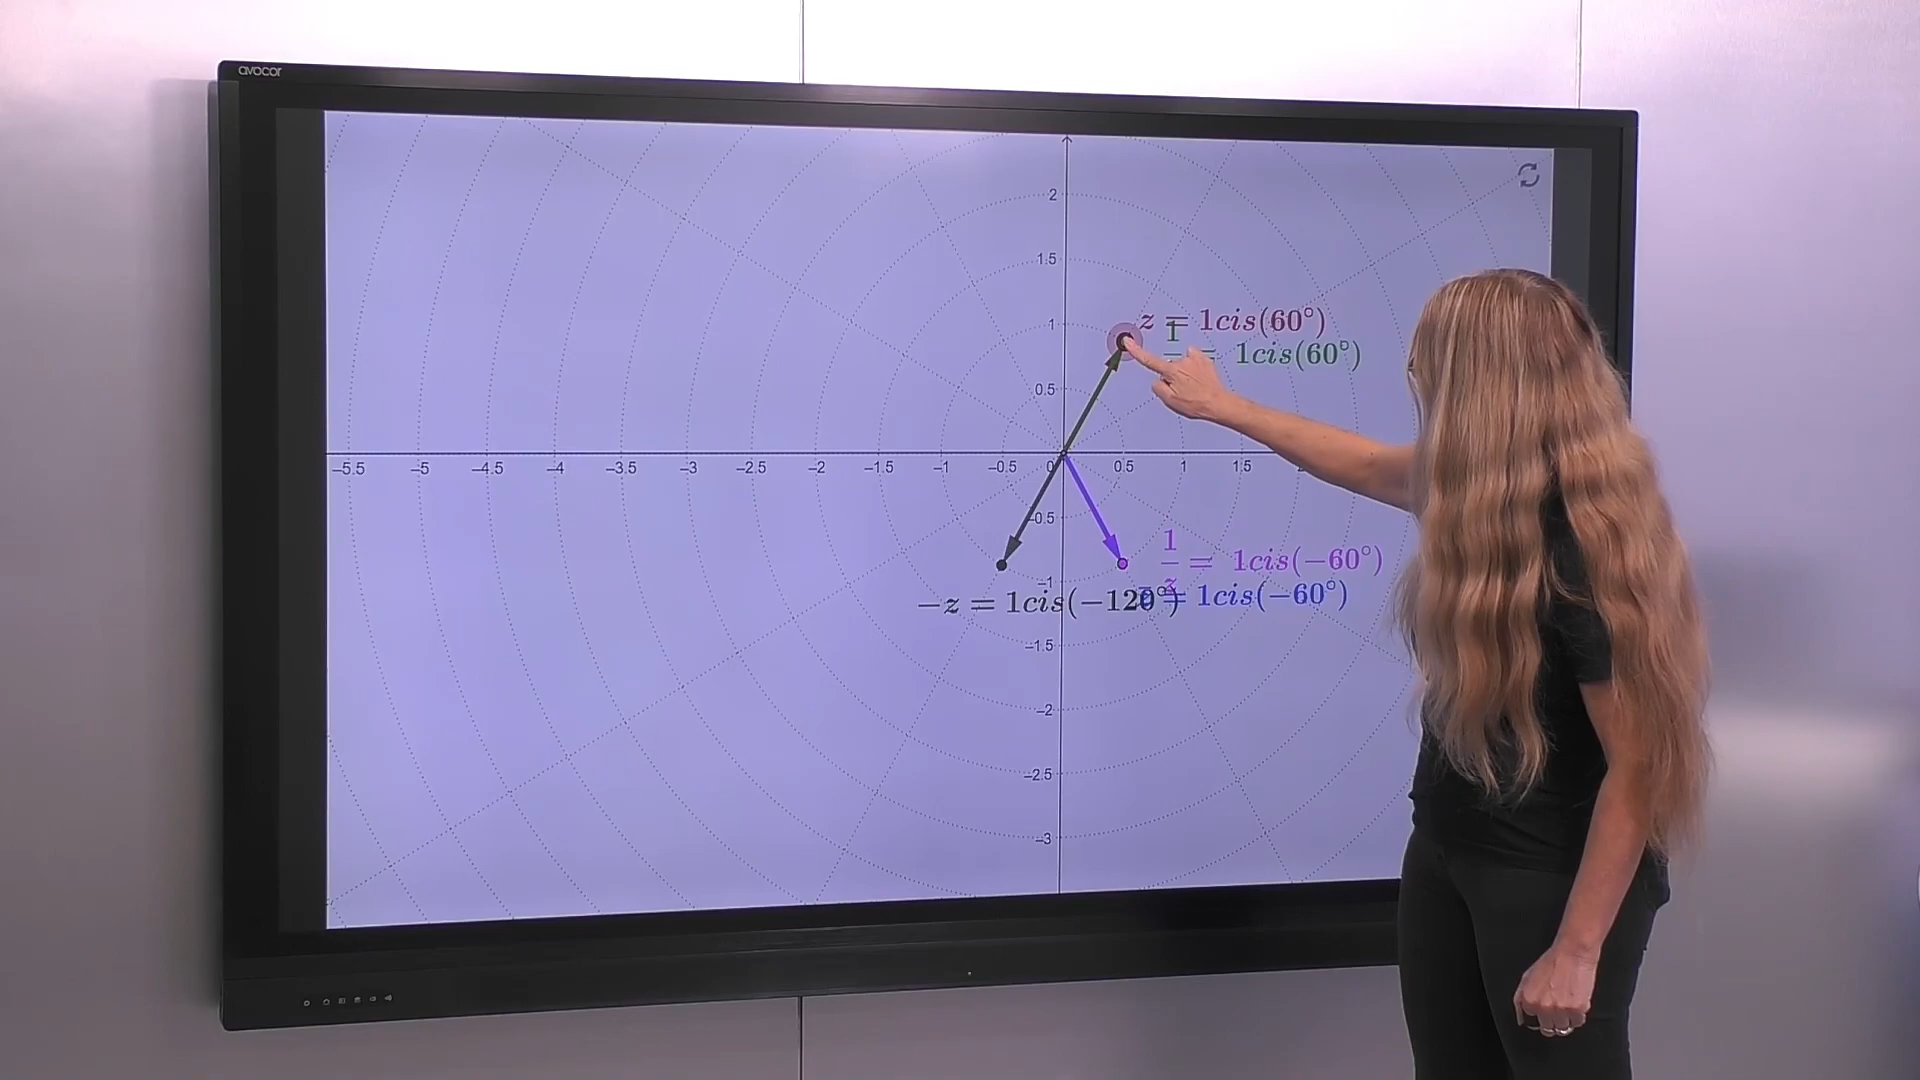 avocor
2
1.5
1
0.5
z = 1cis(60°)
1
= 1cis(60°)
–5.5 –5 –4.5 –4 –3.5 –3 –2.5 –2 –1.5 –1 –0.5 0 0.5 1 1.5
–0.5
1
z
= 1cis(−60°)
–1
−z = 1cis(−120°)
= 1cis(−60°)
–1.5
–2
–2.5
–3